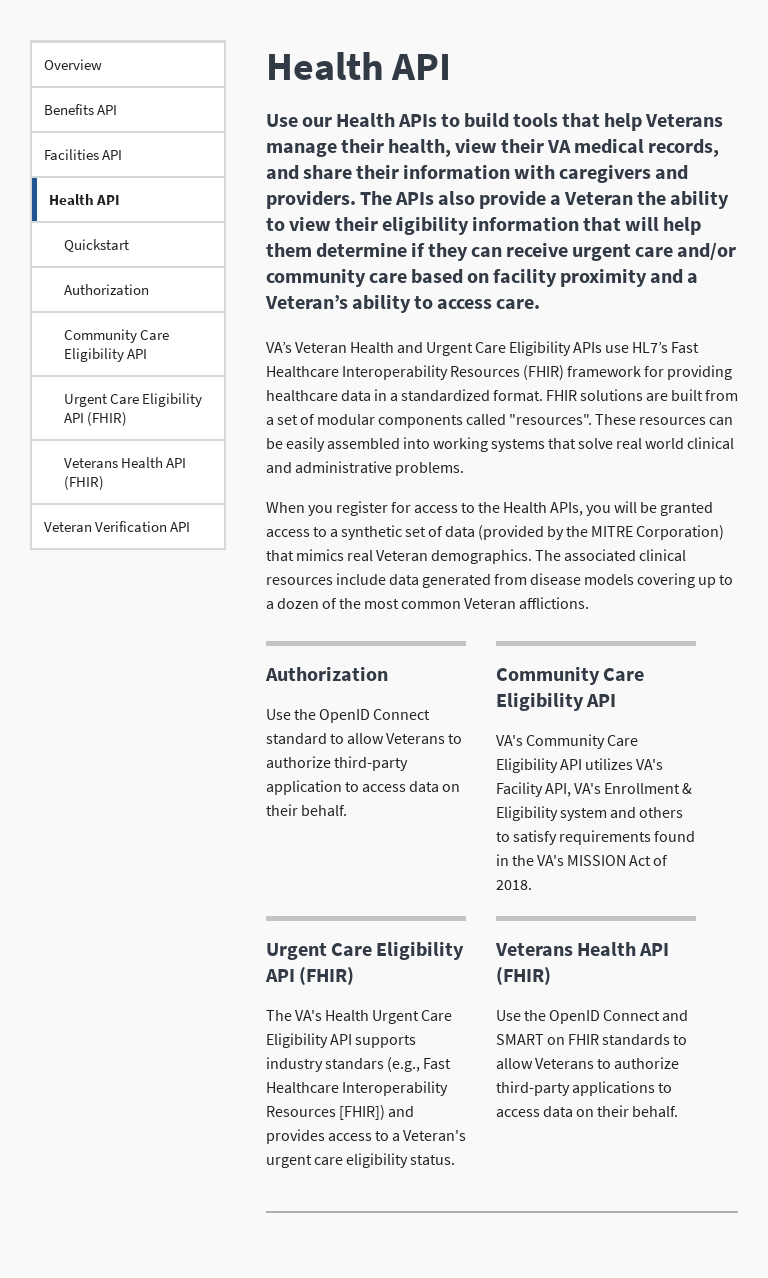 Overview
Benefits API
Facilities API
Health API
Quickstart
Authorization
Community Care
Eligibility API
Urgent Care Eligibility
API (FHIR)
Veterans Health API
(FHIR)
Veteran Verification API
Health API
Use our Health APIs to build tools that help Veterans
manage their health, view their VA medical records,
and share their information with caregivers and
providers. The APIs also provide a Veteran the ability
to view their eligibility information that will help
them determine if they can receive urgent care and/or
community care based on facility proximity and a
Veteran’s ability to access care.
VA’s Veteran Health and Urgent Care Eligibility APIs use HL7’s Fast
Healthcare Interoperability Resources (FHIR) framework for providing
healthcare data in a standardized format. FHIR solutions are built from
a set of modular components called "resources". These resources can
be easily assembled into working systems that solve real world clinical
and administrative problems.
When you register for access to the Health APIs, you will be granted
access to a synthetic set of data (provided by the MITRE Corporation)
that mimics real Veteran demographics. The associated clinical
resources include data generated from disease models covering up to
a dozen of the most common Veteran afflictions.
Authorization
Use the OpenID Connect
standard to allow Veterans to
authorize third-party
application to access data on
their behalf.
Community Care
Eligibility API
VA's Community Care
Eligibility API utilizes VA's
Facility API, VA's Enrollment &
Eligibility system and others
to satisfy requirements found
in the VA's MISSION Act of
2018.
Urgent Care Eligibility
API (FHIR)
The VA's Health Urgent Care
Eligibility API supports
industry standars (e.g., Fast
Healthcare Interoperability
Resources [FHIR]) and
provides access to a Veteran's
urgent care eligibility status.
Veterans Health API
(FHIR)
Use the OpenID Connect and
SMART on FHIR standards to
allow Veterans to authorize
third-party applications to
access data on their behalf.